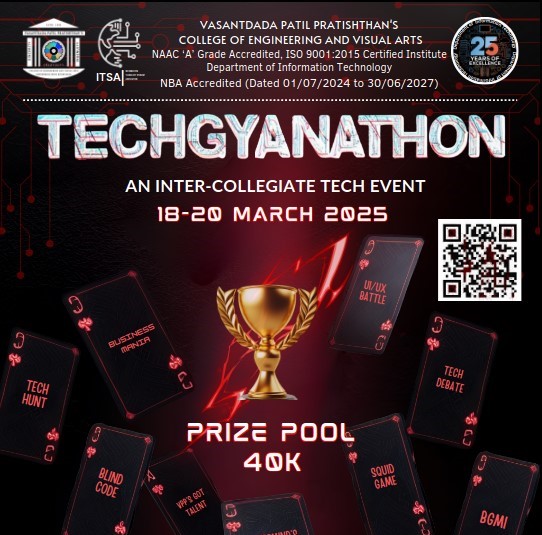 VASANTDADA PATIL PRATISHTHAN'S
COLLEGE OF ENGINEERING AND VISUAL ARTS
NAAC 'A' Grade Accredited, ISO 9001:2015 Certified Institute
Department of Information Technology
NBA Accredited (Dated 01/07/2024 to 30/06/2027)
ITSA
25
YEARS OF
EXCELLENCE
TECHGYANATHON
AN INTER-COLLEGIATE TECH EVENT
18-20 MARCH 2025
UI/UX
BATTLE
BUSINESS
MANIA
TECH
HUNT
TECH
DEBATE
PRIZE POOL
40K
BLIND
CODE
VPP'S GOT
TALENT
SQUID
GAME
BGMI